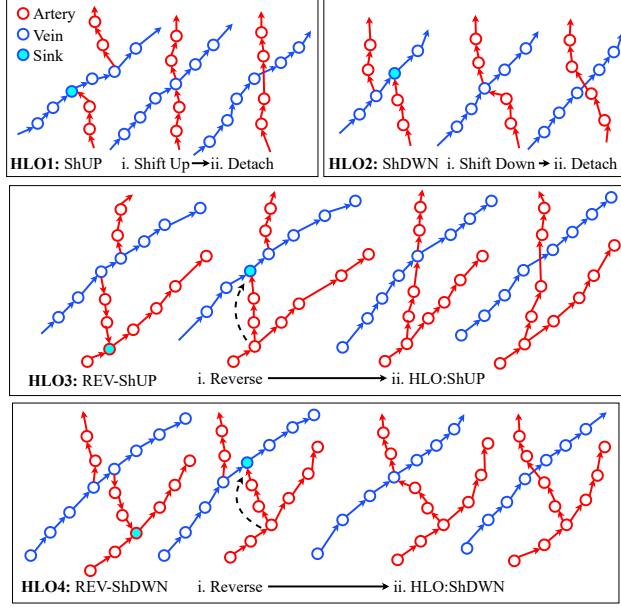 Artery
Vein
Sink
HLO1: ShUP i. Shift Up ii. Detach
HLO2: ShDWN i. Shift Down ii. Detach
HLO3: REV-ShUP i. Reverse ii. HLO:ShUP
HLO4: REV-ShDWN i. Reverse ii. HLO:ShDWN